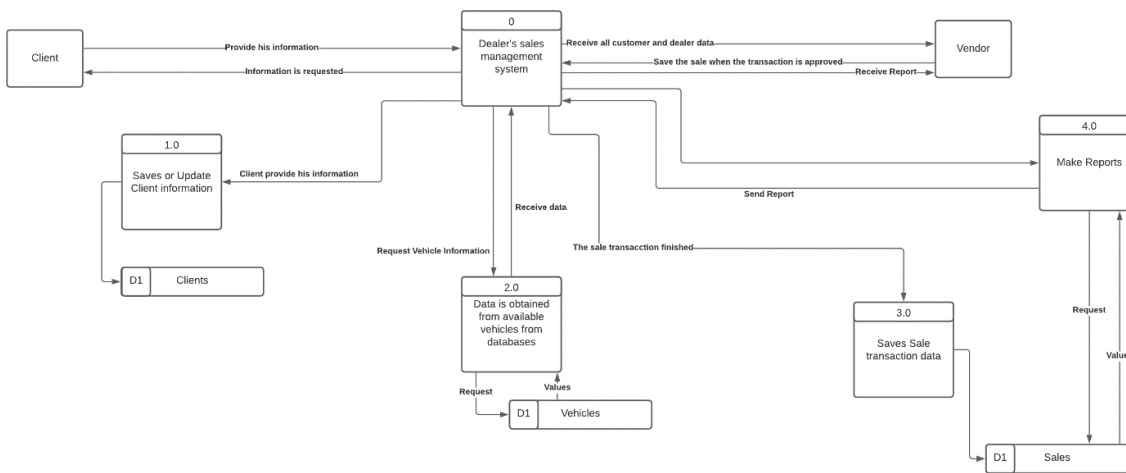 0
Client
Provide his information
Information is requested
Dealer's sales
management
system
Receive all customer and dealer data
Save the sale when the transaction is approved
Receive Report
Vendor
1.0
Saves or Update
Client information
Client provide his information
4.0
Make Reports
Send Report
Receive data
Request Vehicle Information
The sale transacction finished
D1
Clients
2.0
Data is obtained
from available
vehicles from
databases
3.0
Saves Sale
transaction data
Request
Value
Request
Values
D1
Vehicles
D1
Sales